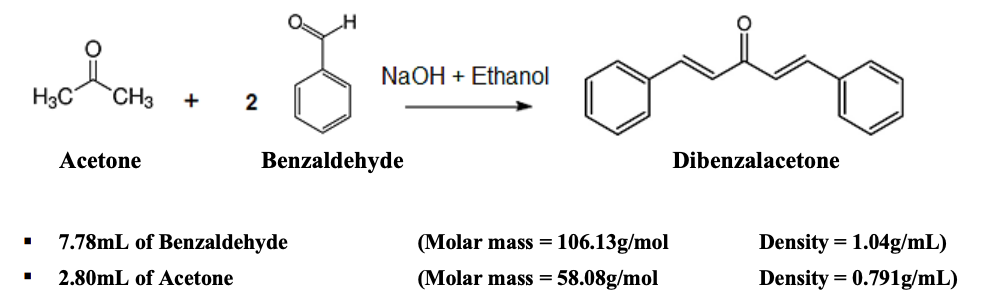 O
O H
O
H₃C CH₃ + 2 NaOH + Ethanol
Acetone Benzaldehyde Dibenzalacetone
▪ 7.78mL of Benzaldehyde (Molar mass = 106.13g/mol Density = 1.04g/mL)
▪ 2.80mL of Acetone (Molar mass = 58.08g/mol Density = 0.791g/mL)